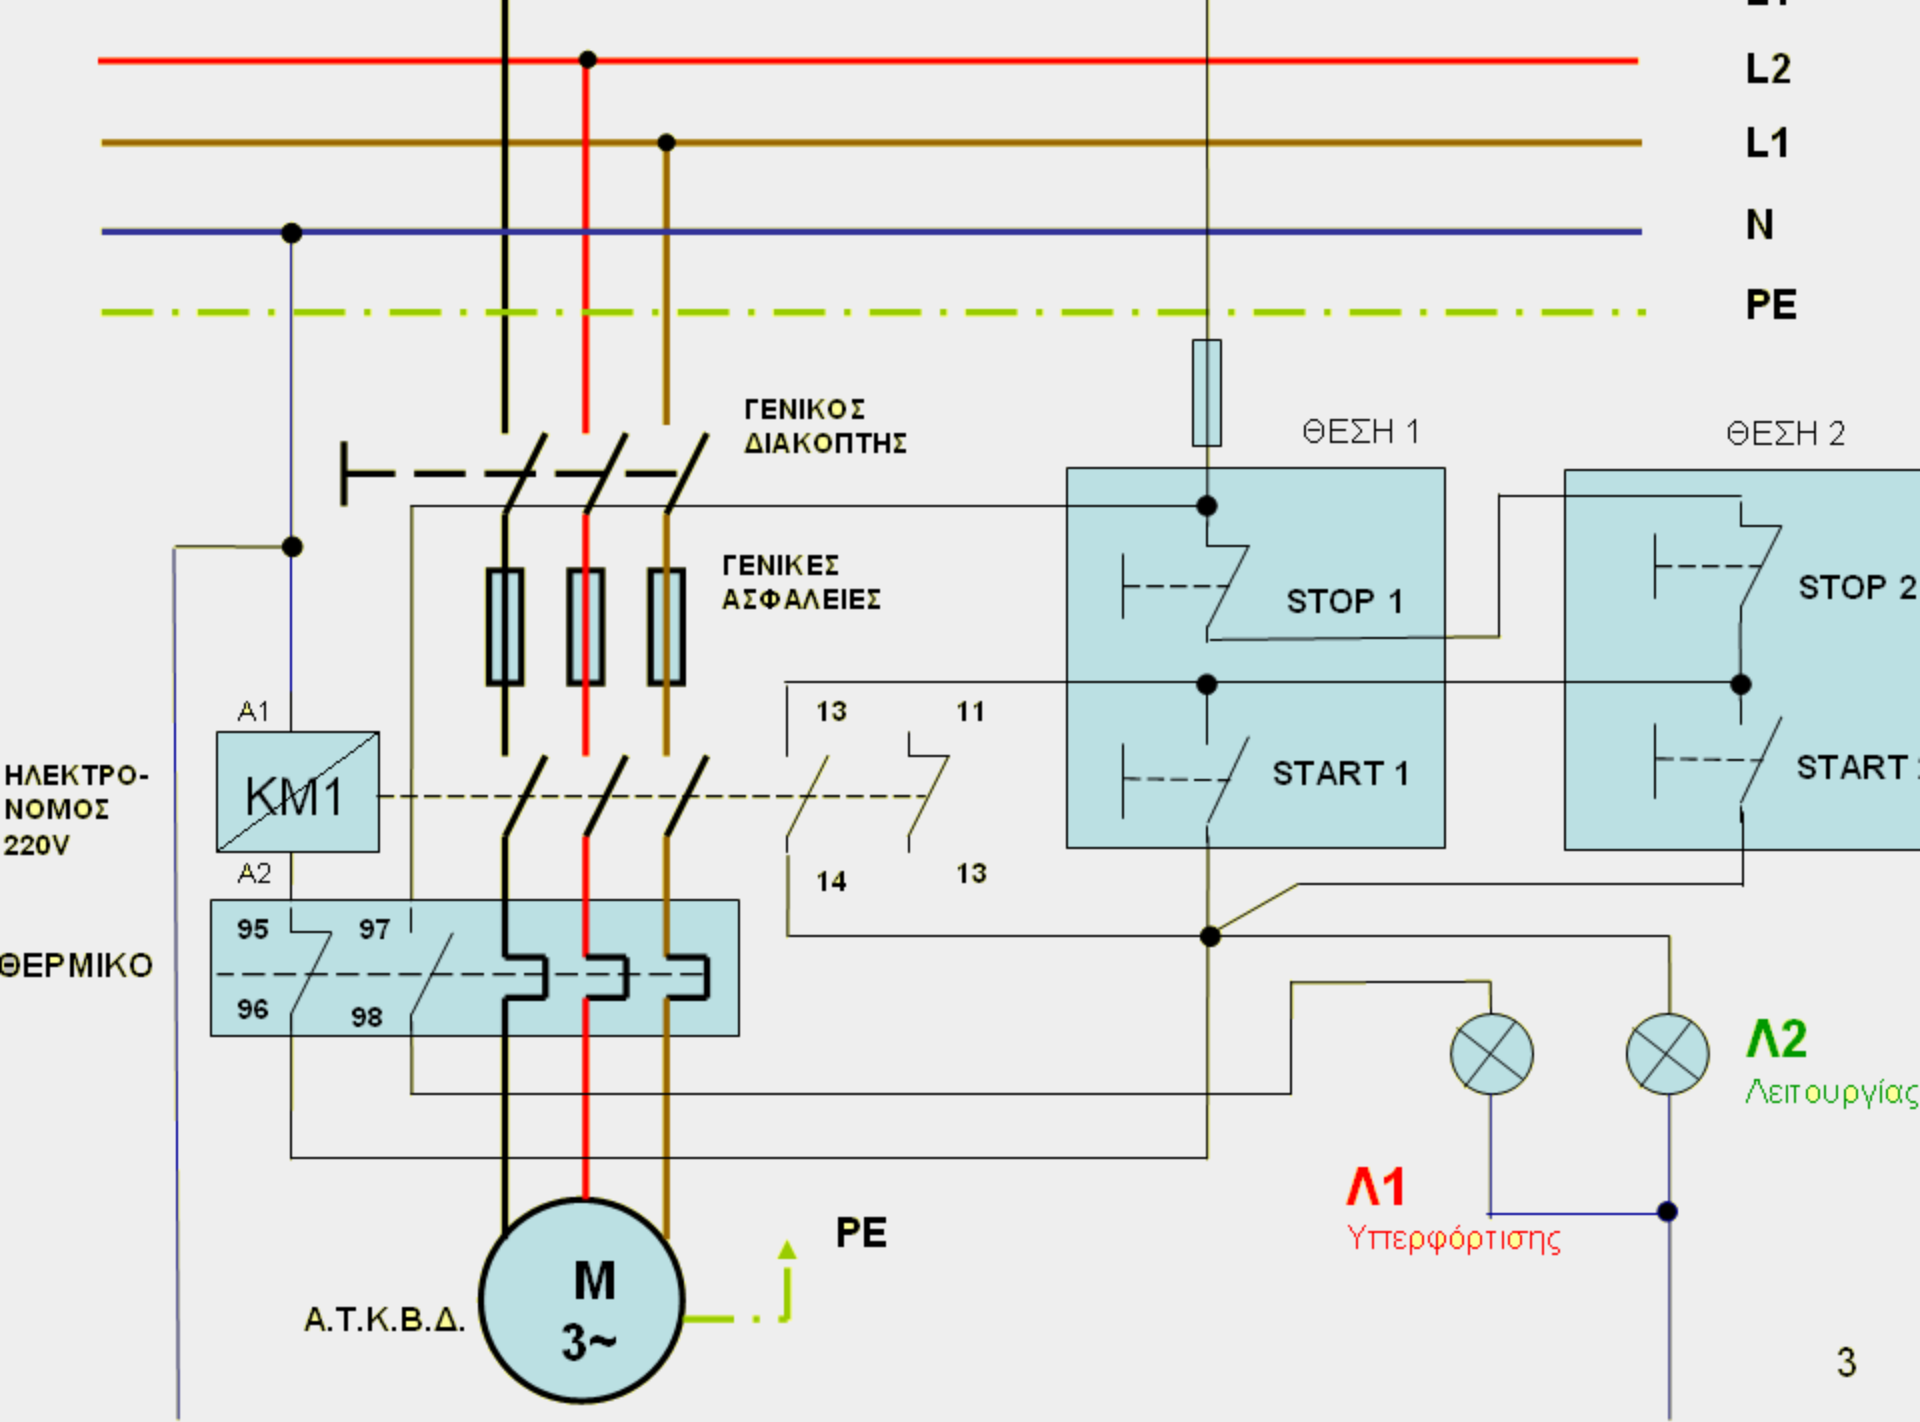 L2
L1
N
PE
ΓΕΝΙΚΟΣ
ΔΙΑΚΟΠΤΗΣ
ΘΕΣΗ 1
ΘΕΣΗ 2
ΓΕΝΙΚΕΣ
ΑΣΦΑΛΕΙΕΣ
STOP 1
STOP 2
A1
13
11
ΗΛΕΚΤΡΟ-
ΝΟΜΟΣ
220V
KM1
START 1
START
A2
14
13
95
97
ΘΕΡΜΙΚΟ
96
98
Λ2
Λειτουργίας
Λ1
Υπερφόρτισης
PE
M
3~
Α.Τ.Κ.Β.Δ.
3